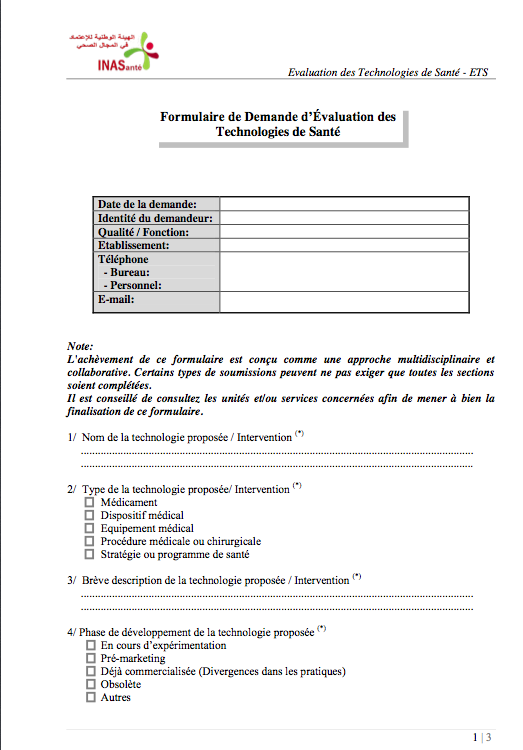 الهيئة الوطنية للإعتماد
في المجال الصحي
INASanté
Evaluation des Technologies de Santé - ETS
Formulaire de Demande d'Évaluation des
Technologies de Santé
Date de la demande:
Identité du demandeur:
Qualité / Fonction:
Etablissement:
Téléphone
- Bureau:
- Personnel:
E-mail:
Note:
L'achèvement de ce formulaire est conçu comme une approche multidisciplinaire et
collaborative. Certains types de soumissions peuvent ne pas exiger que toutes les sections
soient complétées.
Il est conseillé de consultez les unités et/ou services concernées afin de mener à bien la
finalisation de ce formulaire.
1/ Nom de la technologie proposée / Intervention (*)
2/ Type de la technologie proposée/ Intervention (*)
Médicament
Dispositif médical
Equipement médical
Procédure médicale ou chirurgicale
Stratégie ou programme de santé
3/ Brève description de la technologie proposée / Intervention (*)
4/ Phase de développement de la technologie proposée (*)
En cours d'expérimentation
Pré-marketing
Déjà commercialisée (Divergences dans les pratiques)
Obsolète
Autres
1 | 3